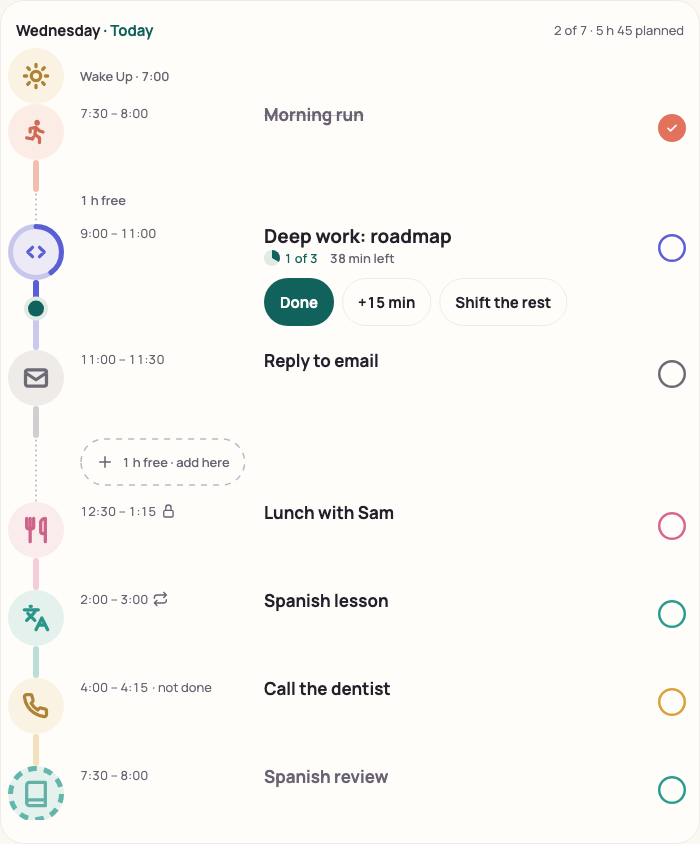 Wednesday · Today
2 of 7 · 5 h 45 planned
Wake Up · 7:00
7:30 – 8:00
Morning run
1 h free
9:00 – 11:00
Deep work: roadmap
1 of 3 38 min left
Done
+15 min
Shift the rest
11:00 – 11:30
Reply to email
1 h free · add here
12:30 – 1:15
Lunch with Sam
2:00 – 3:00
Spanish lesson
4:00 – 4:15 · not done
Call the dentist
7:30 – 8:00
Spanish review